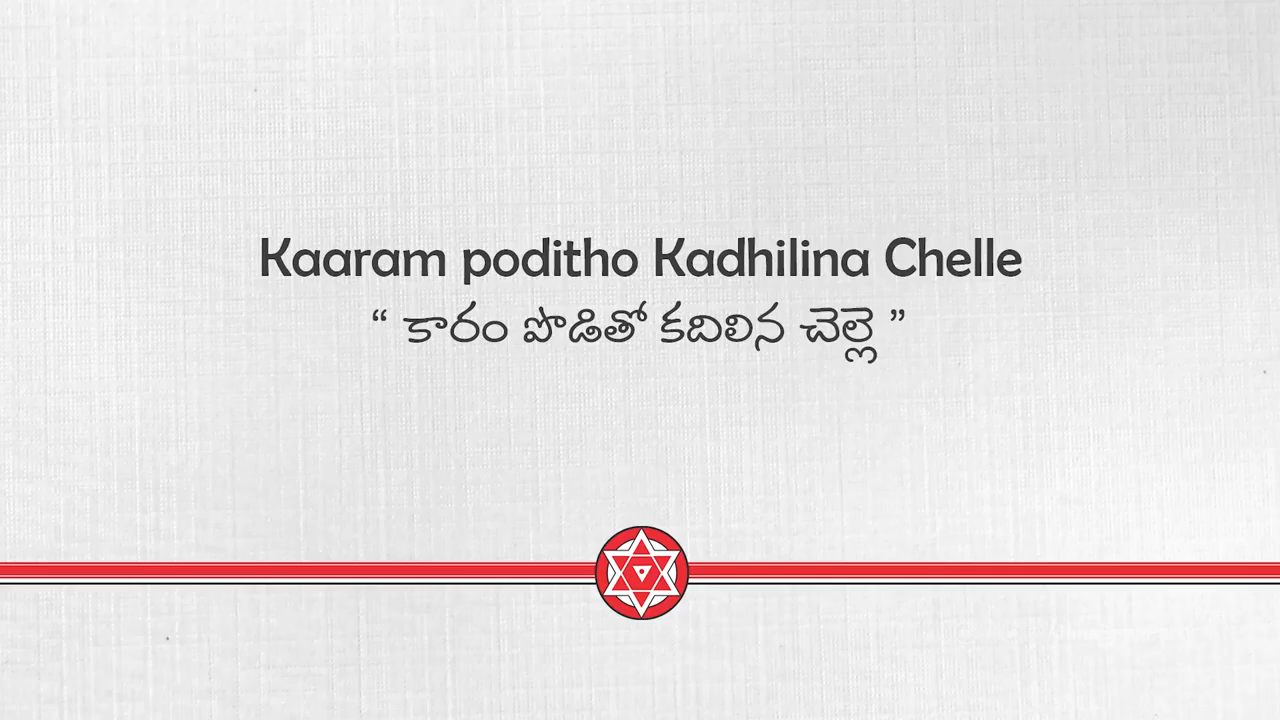 Kaaram poditho Kadhilina Chelle
“ కారం పొడితో కదిలిన చెల్లె ”